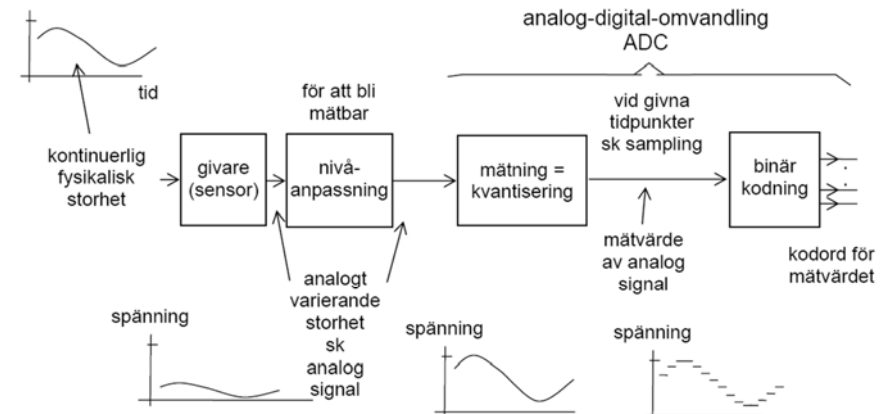 analog-digital-omvandling
ADC
tid
för att bli
mätbar
vid givna
tidpunkter
sk sampling
kontinuerlig
fysikalisk
storhet
givare
(sensor)
nivå-
anpassning
mätning =
kvantisering
binär
kodning
analogt
varierande
storhet
sk
analog
signal
mätvärde
av analog
signal
kodord för
mätvärdet
spänning
spänning
spänning